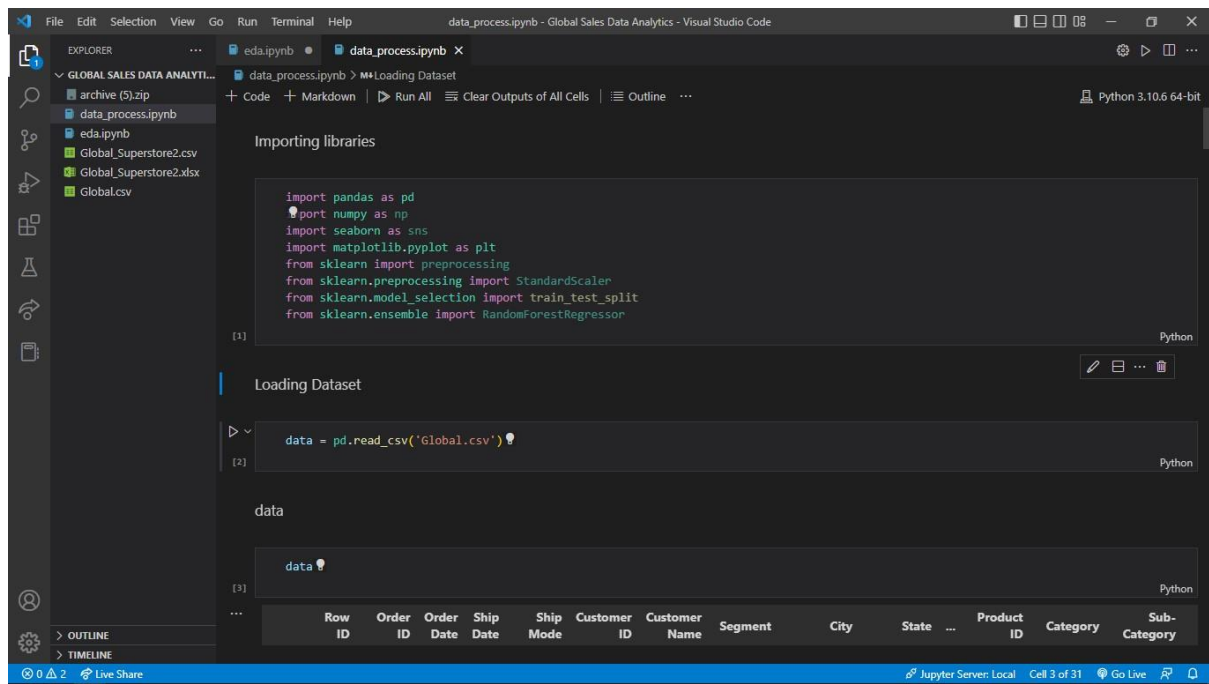 File Edit Selection View Go Run Terminal Help data_process.ipynb - Global Sales Data Analytics - Visual Studio Code
EXPLORER ...
GLOBAL SALES DATA ANALYTI...
archive (5).zip
data_process.ipynb
eda.ipynb
Global_Superstore2.csv
Global_Superstore2.xlsx
Global.csv
OUTLINE
TIMELINE
1
eda.ipynb data_process.ipynb
data_process.ipynb > M↓Loading Dataset
+ Code + Markdown | Run All Clear Outputs of All Cells | Outline ... Python 3.10.6 64-bit
Importing libraries
import pandas as pd
port numpy as np
import seaborn as sns
import matplotlib.pyplot as plt
from sklearn import preprocessing
from sklearn.preprocessing import StandardScaler
from sklearn.model_selection import train_test_split
from sklearn.ensemble import RandomForestRegressor
[1] Python
Loading Dataset
data = pd.read_csv('Global.csv')
[2] Python
data
data
[3] Python
... Row Order Order Ship Ship Customer Customer Segment City State ... Product Category Sub-
ID ID Date Date Mode ID Name ID Category
0 2 Live Share Jupyter Server: Local Cell 3 of 31 Go Live